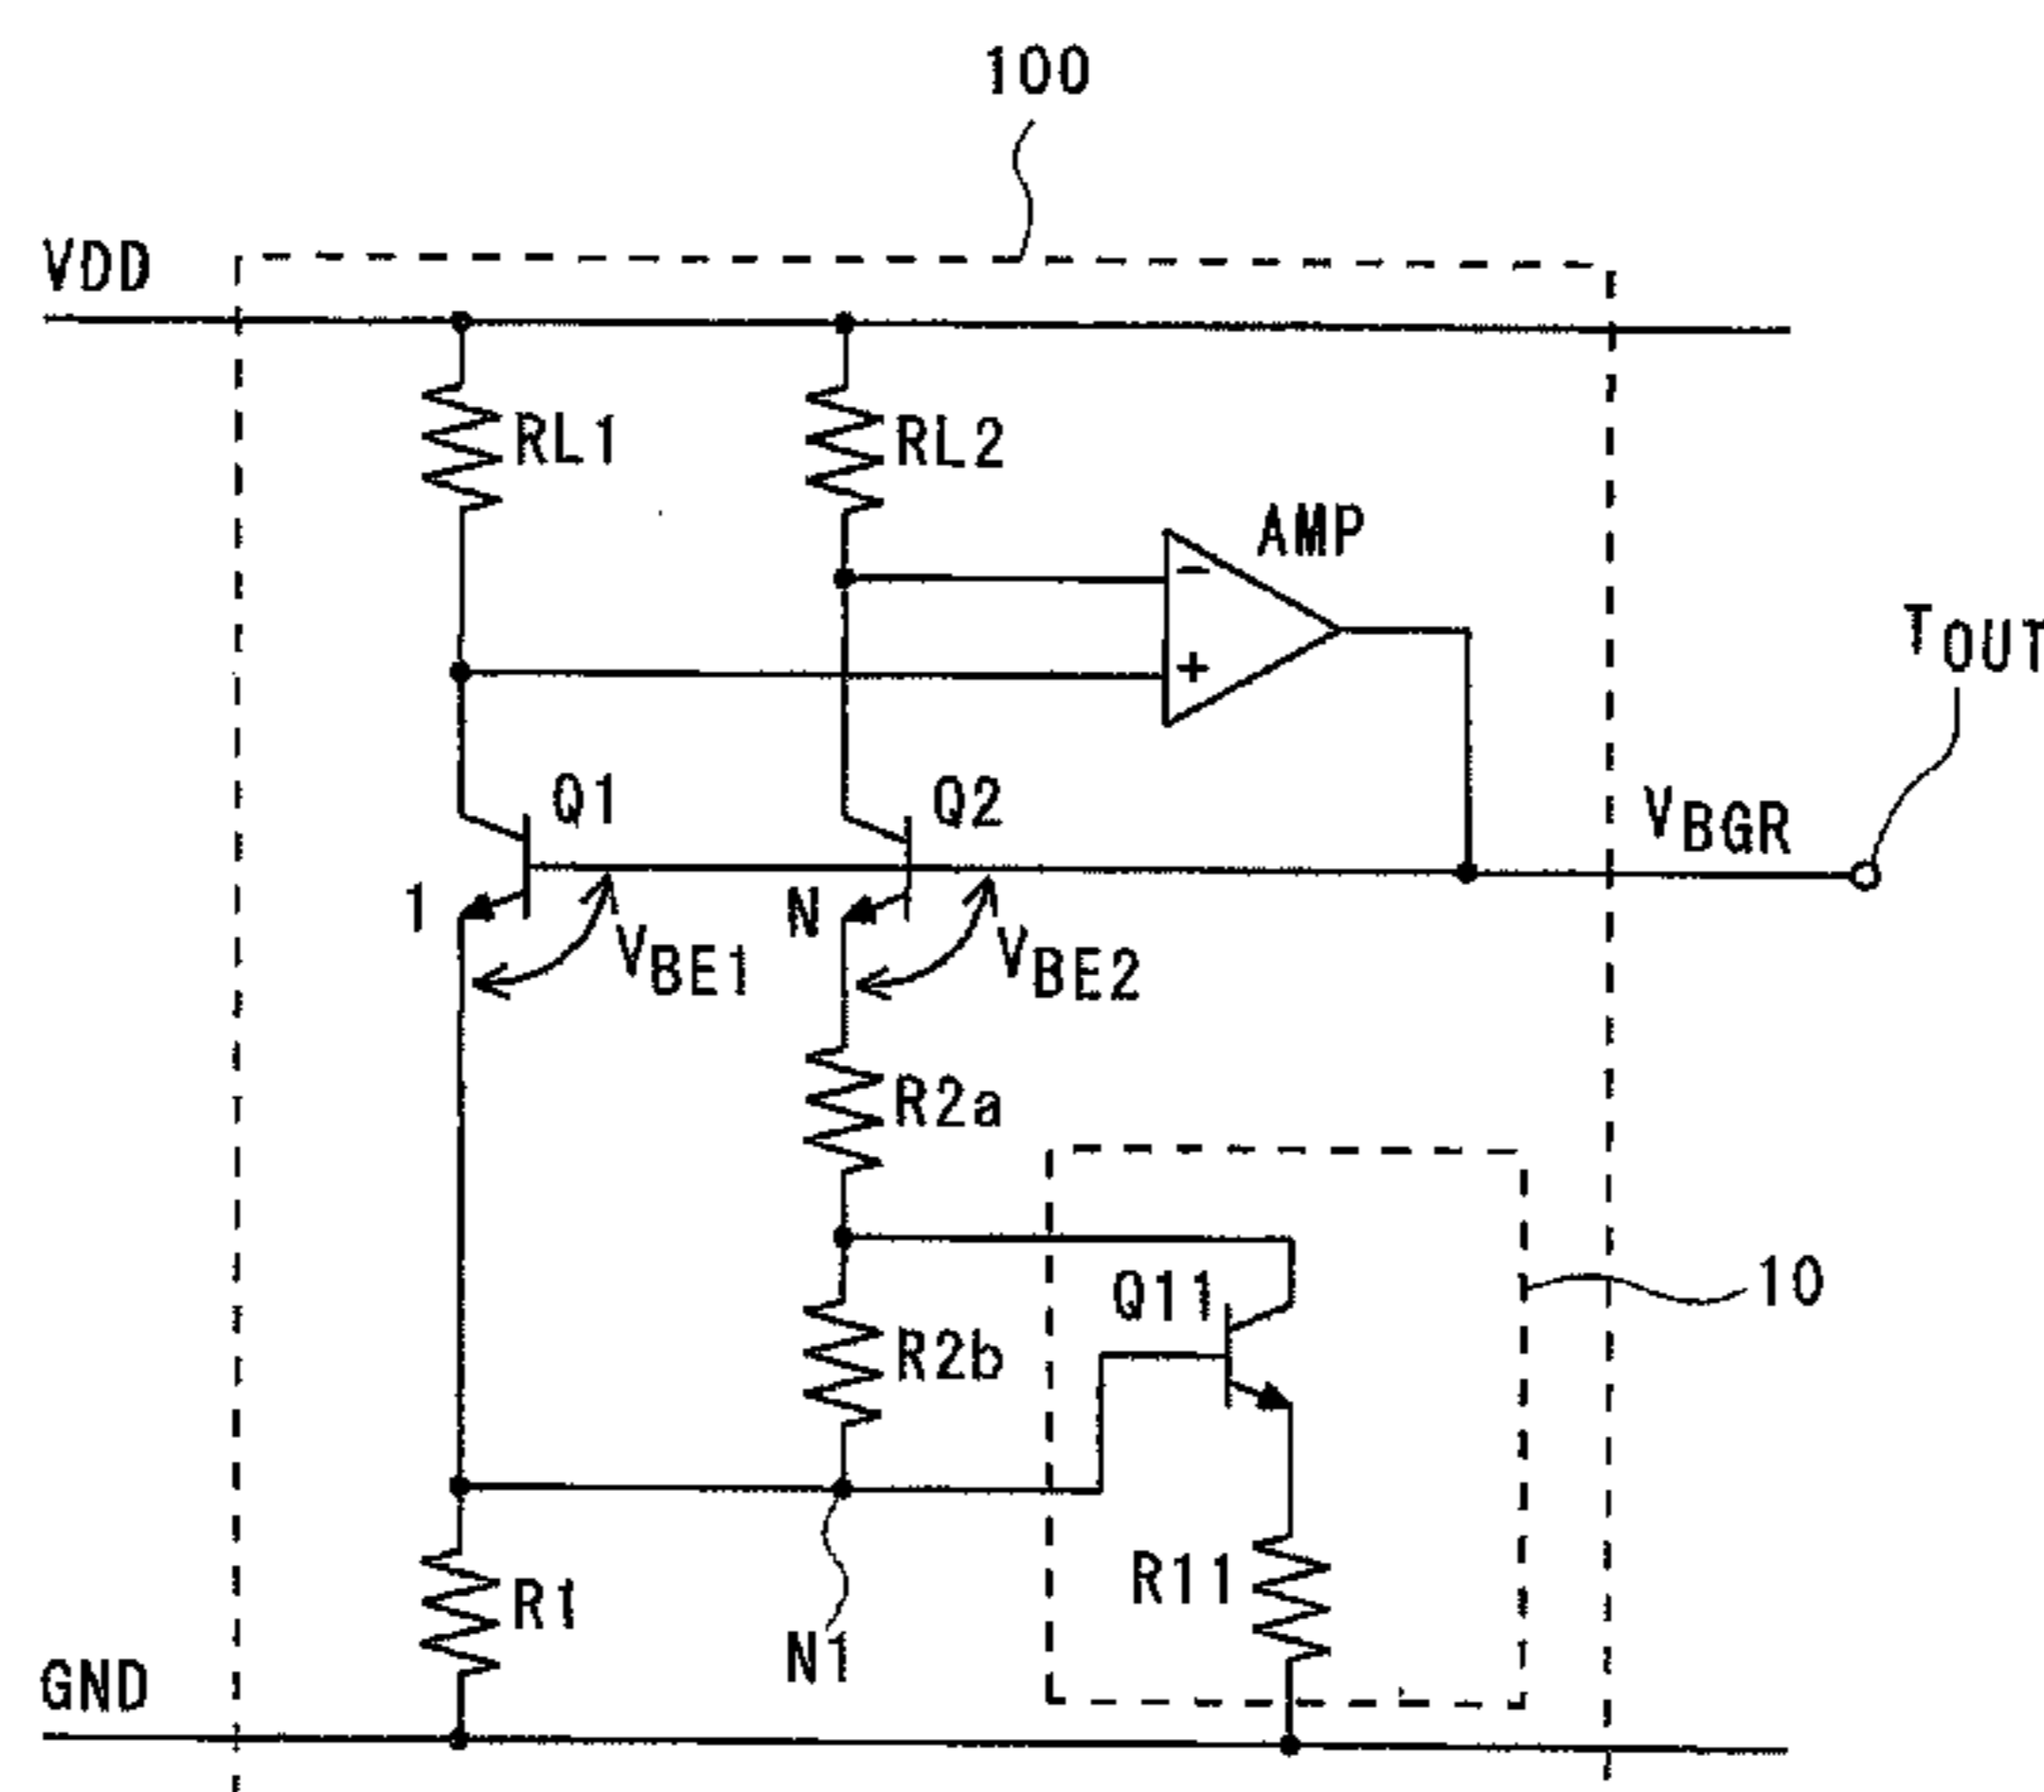 100
VDD
RL1
RL2
AMP
-
+
TOUT
Q1
Q2
VBGR
1
N
VBE1
VBE2
R2a
Q11
10
R2b
R11
R1
N1
GND